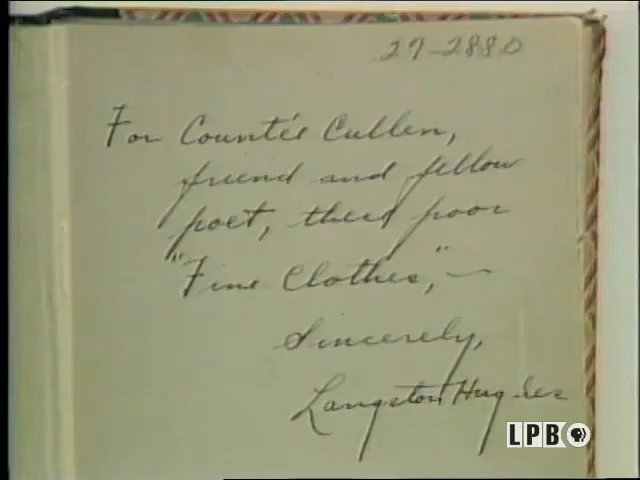 27-2880
For Countée Cullen,
friend and fellow
poet, these poor
"Fine Clothes,"—
Sincerely,
Langston Hughes
LPB